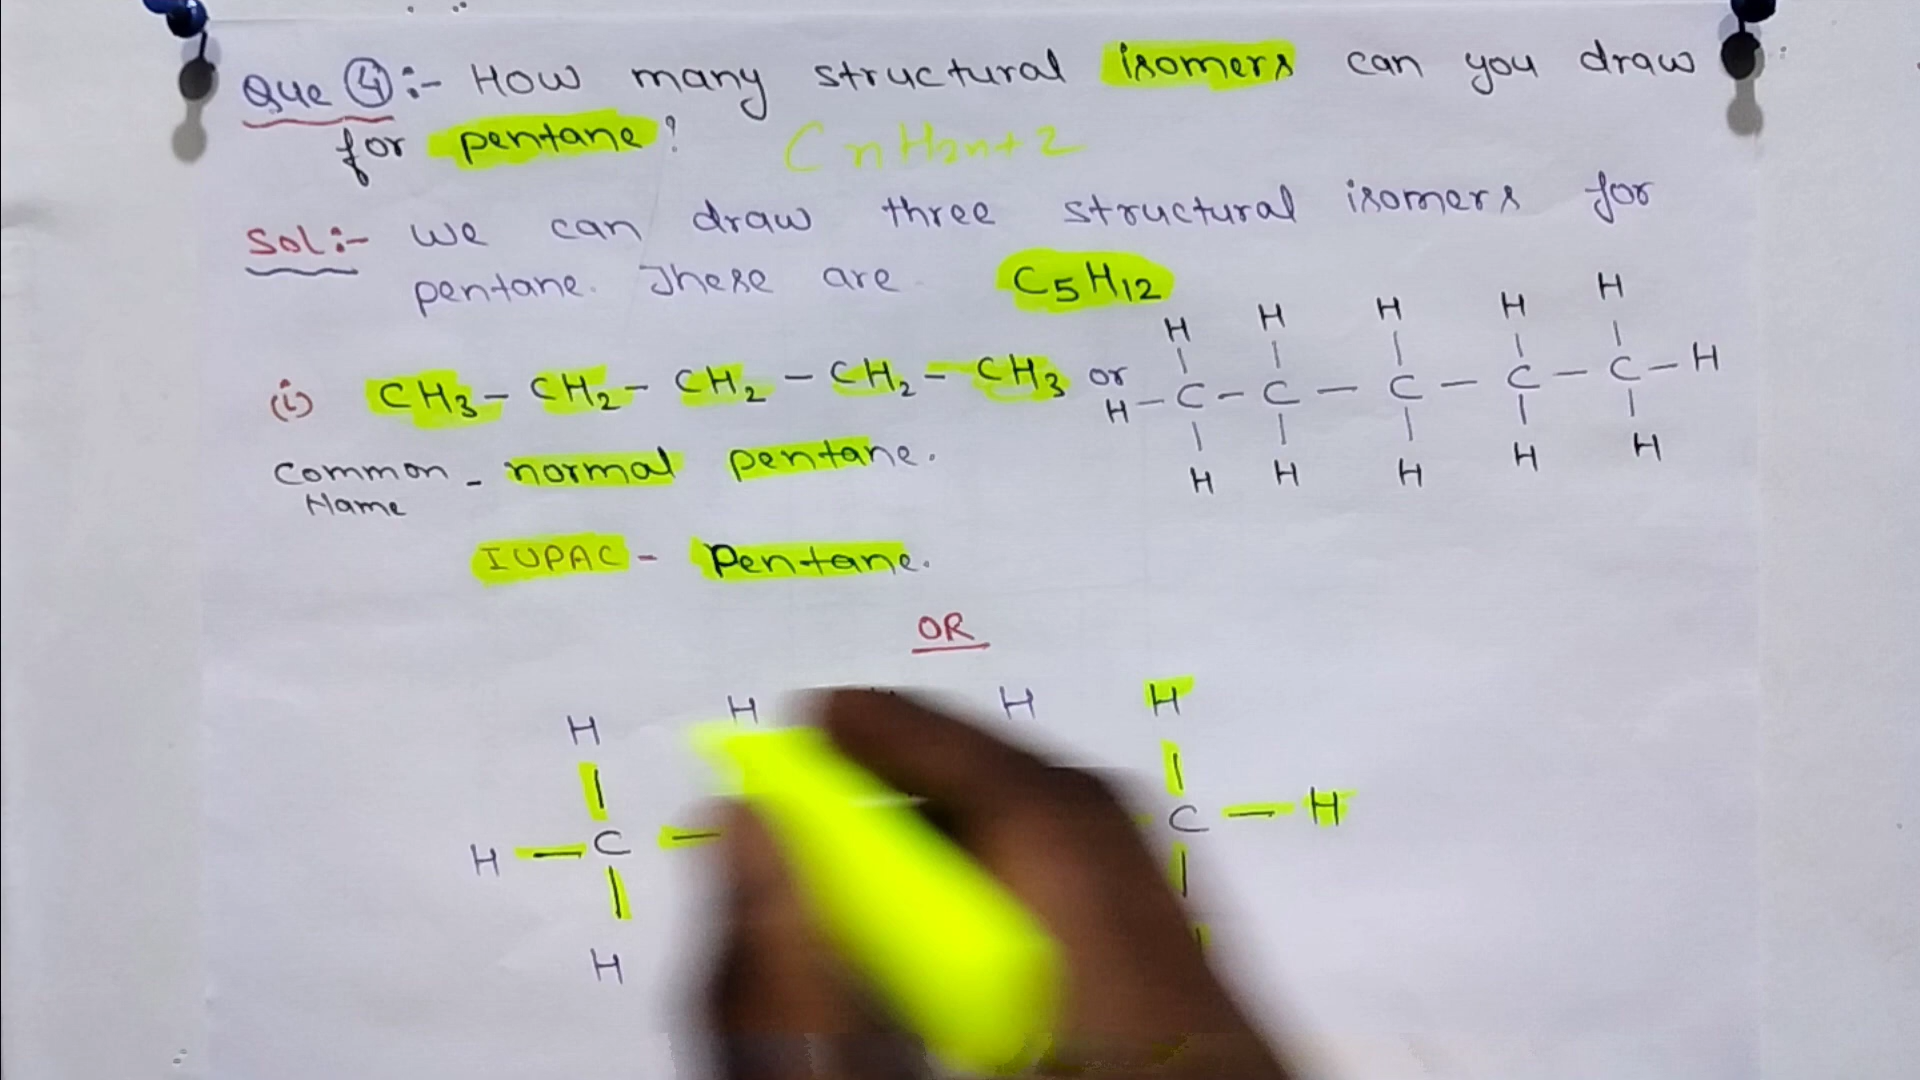 Que ④:- How many structural isomers can you draw
for pentane?
CnH2n+2
Sol:- We can draw three structural isomers for
pentane. These are
C5H12
H H H H H
(i) CH3 - CH2 - CH2 - CH2 - CH3 or H - C - C - C - C - C - H
H H H H H
Common Name - normal pentane.
IUPAC - Pentane.
OR
H H H H
H - C - C - H
H